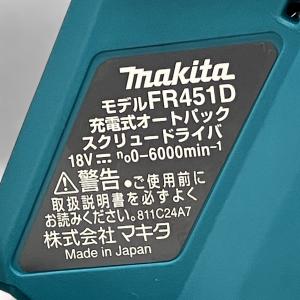 makita
モデルFR451D
充電式オートパック
スクリュードライバ
18V⎓ n₀0-6000min⁻¹
⚠警告 ●ご使用前に
取扱説明書を必ずよく
お読みください。811C24A7
株式会社マキタ
Made in Japan